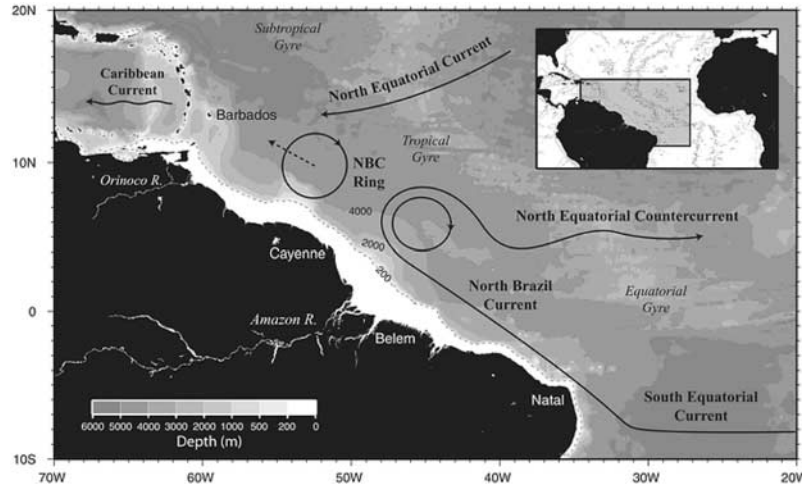 20N
10N
0
10S
Subtropical
Gyre
Caribbean
Current
North Equatorial Current
Barbados
Tropical
Gyre
NBC
Ring
Orinoco R.
4000
2000
200
North Equatorial Countercurrent
Cayenne
North Brazil
Current
Equatorial
Gyre
Amazon R.
Belem
Natal
South Equatorial
Current
6000 5000 4000 3000 2000 1000 500 200 0
Depth (m)
70W 60W 50W 40W 30W 20W